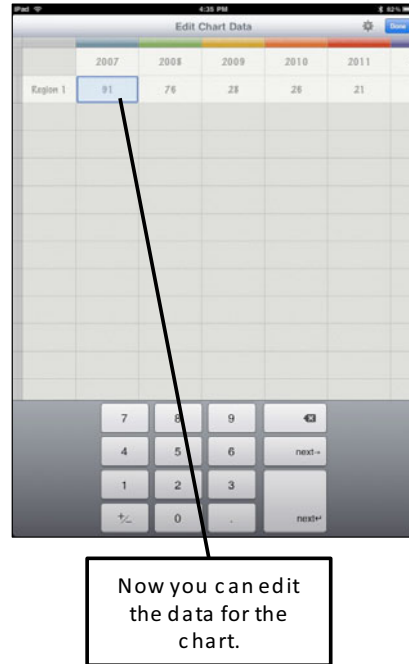 iPad 4:35 PM 82%
Edit Chart Data Done
2007 2008 2009 2010 2011
Region 1 91 76 28 26 21
7 8 9
4 5 6 next→
1 2 3
+/_ 0 . next↵
Now you can edit
the data for the
chart.